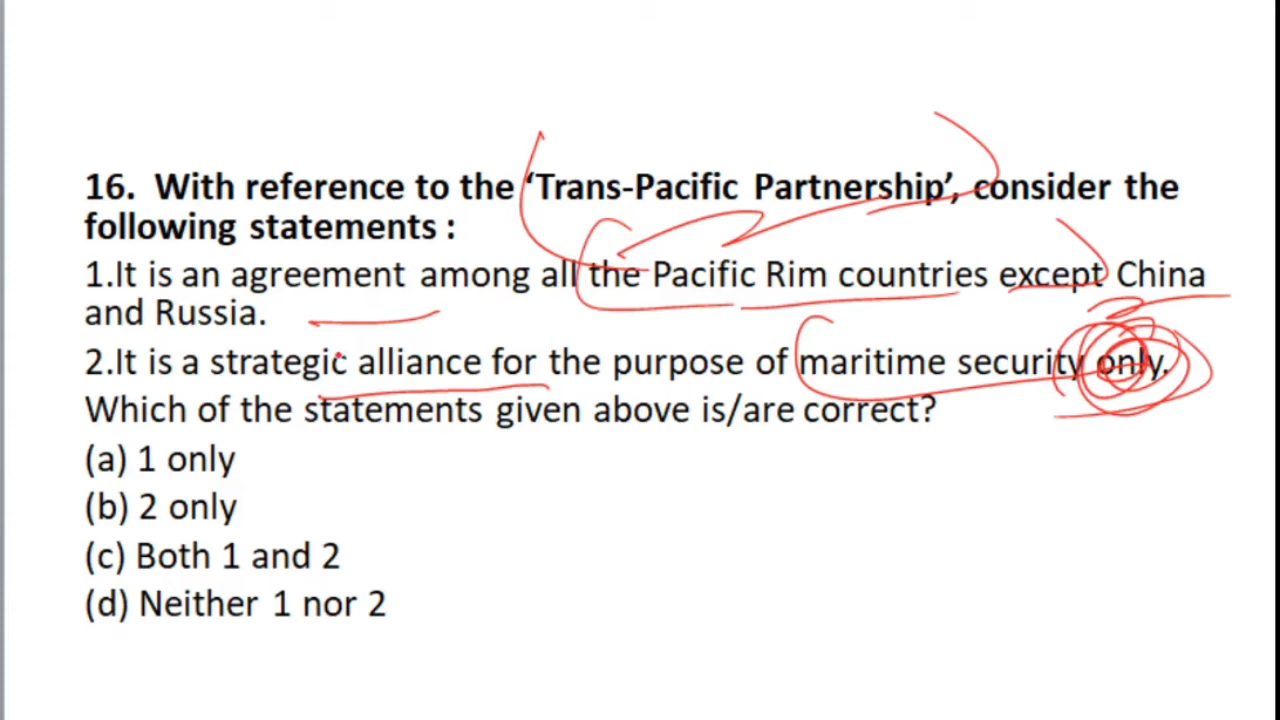 16. With reference to the ‘Trans-Pacific Partnership’, consider the
following statements :
1.It is an agreement among all the Pacific Rim countries except China
and Russia.
2.It is a strategic alliance for the purpose of maritime security only.
Which of the statements given above is/are correct?
(a) 1 only
(b) 2 only
(c) Both 1 and 2
(d) Neither 1 nor 2